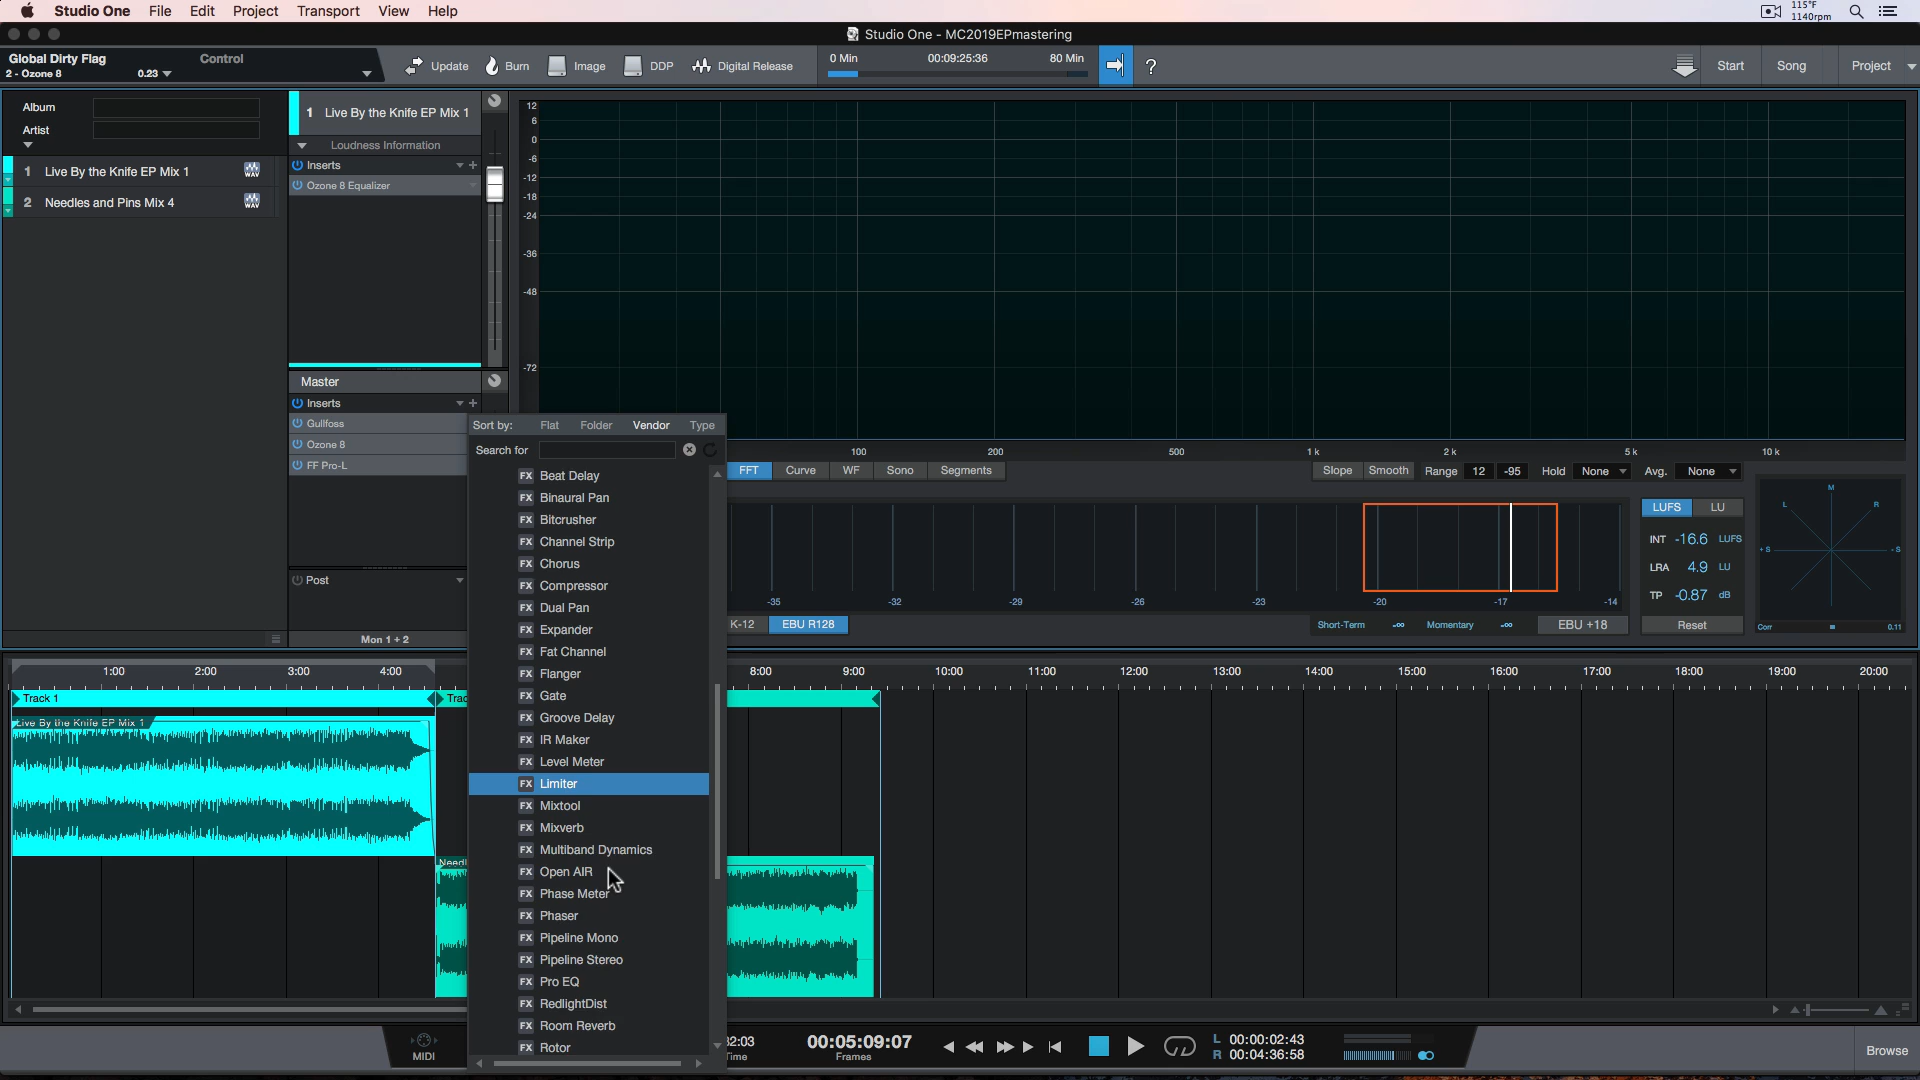 Studio One File Edit Project Transport View Help
115°F
1140rpm
Studio One - MC2019EPmastering
Global Dirty Flag Control
2 - Ozone 8 0.23
Update Burn Image DDP Digital Release
0 Min 00:09:25:36 80 Min
?
Start Song Project
Album
Artist
1 Live By the Knife EP Mix 1 WAV
2 Needles and Pins Mix 4 WAV
1 Live By the Knife EP Mix 1
Loudness Information
Inserts
Ozone 8 Equalizer
Master
Inserts
Gullfoss
Ozone 8
FF Pro-L
Post
Mon 1 + 2
12
6
0
-6
-12
-18
-24
-36
-48
-72
Sort by: Flat Folder Vendor Type
Search for
FX Beat Delay
FX Binaural Pan
FX Bitcrusher
FX Channel Strip
FX Chorus
FX Compressor
FX Dual Pan
FX Expander
FX Fat Channel
FX Flanger
FX Gate
FX Groove Delay
FX IR Maker
FX Level Meter
FX Limiter
FX Mixtool
FX Mixverb
FX Multiband Dynamics
FX Open AIR
FX Phase Meter
FX Phaser
FX Pipeline Mono
FX Pipeline Stereo
FX Pro EQ
FX RedlightDist
FX Room Reverb
FX Rotor
100 200 500 1 k 2 k 5 k 10 k
FFT Curve WF Sono Segments
Slope Smooth Range 12 -95 Hold None Avg. None
-35 -32 -29 -26 -23 -20 -17 -14
K-12 EBU R128
Short-Term -∞ Momentary -∞ EBU +18
LUFS LU
INT -16.6 LUFS
LRA 4.9 LU
TP -0.87 dB
Reset
M
L R
+S -S
Corr 0.11
1:00 2:00 3:00 4:00 8:00 9:00 10:00 11:00 12:00 13:00 14:00 15:00 16:00 17:00 18:00 19:00 20:00
Track 1 Trac
Live By the Knife EP Mix 1
Needl
MIDI
32:03
Time
00:05:09:07
Frames
L 00:00:02:43
R 00:04:36:58
Browse